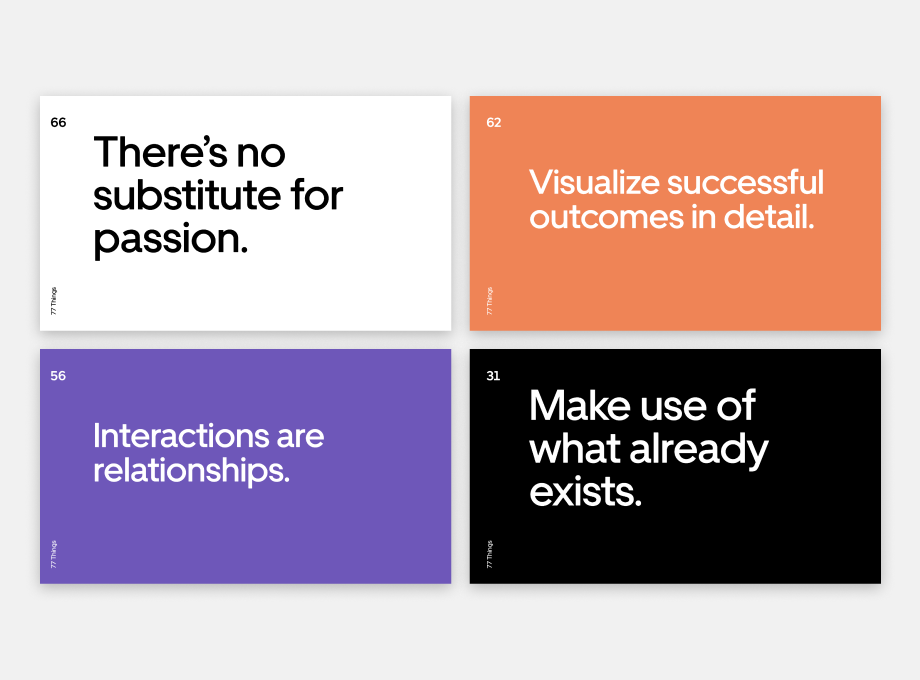 66
There’s no
substitute for
passion.
77 Things
62
Visualize successful
outcomes in detail.
77 Things
56
Interactions are
relationships.
77 Things
31
Make use of
what already
exists.
77 Things